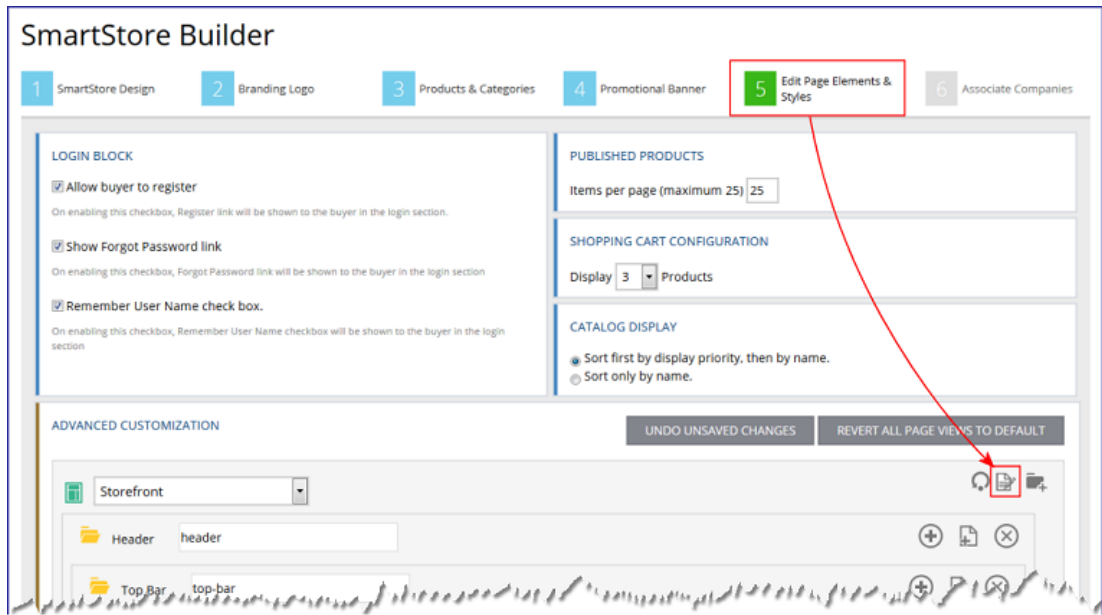 SmartStore Builder
1 SmartStore Design
2 Branding Logo
3 Products & Categories
4 Promotional Banner
5 Edit Page Elements &
Styles
6 Associate Companies
LOGIN BLOCK
Allow buyer to register
On enabling this checkbox, Register link will be shown to the buyer in the login section.
Show Forgot Password link
On enabling this checkbox, Forgot Password link will be shown to the buyer in the login section
Remember User Name check box.
On enabling this checkbox, Remember User Name checkbox will be shown to the buyer in the login
section
PUBLISHED PRODUCTS
Items per page (maximum 25) 25
SHOPPING CART CONFIGURATION
Display 3 Products
CATALOG DISPLAY
Sort first by display priority, then by name.
Sort only by name.
ADVANCED CUSTOMIZATION
UNDO UNSAVED CHANGES
REVERT ALL PAGE VIEWS TO DEFAULT
Storefront
Header header
Top Bar top-bar